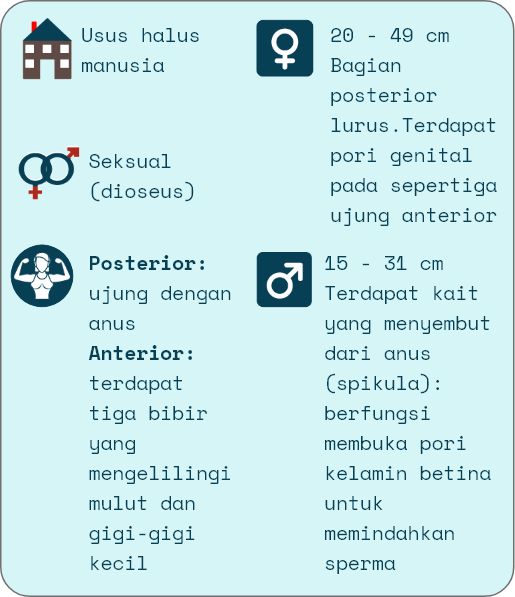 Usus halus
manusia
Seksual
(dioseus)
Posterior:
ujung dengan
anus
Anterior:
terdapat
tiga bibir
yang
mengelilingi
mulut dan
gigi-gigi
kecil
20 - 49 cm
Bagian
posterior
lurus.Terdapat
pori genital
pada sepertiga
ujung anterior
15 - 31 cm
Terdapat kait
yang menyembut
dari anus
(spikula):
berfungsi
membuka pori
kelamin betina
untuk
memindahkan
sperma